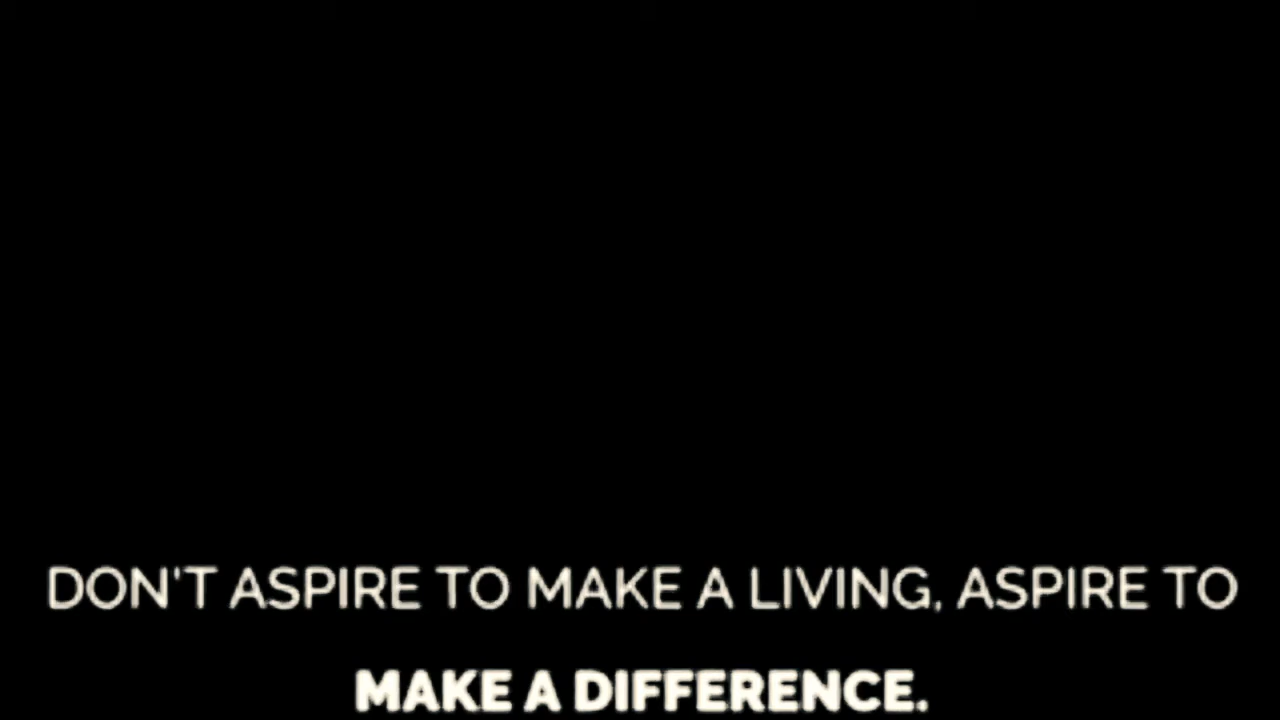 DON'T ASPIRE TO MAKE A LIVING, ASPIRE TO
MAKE A DIFFERENCE.